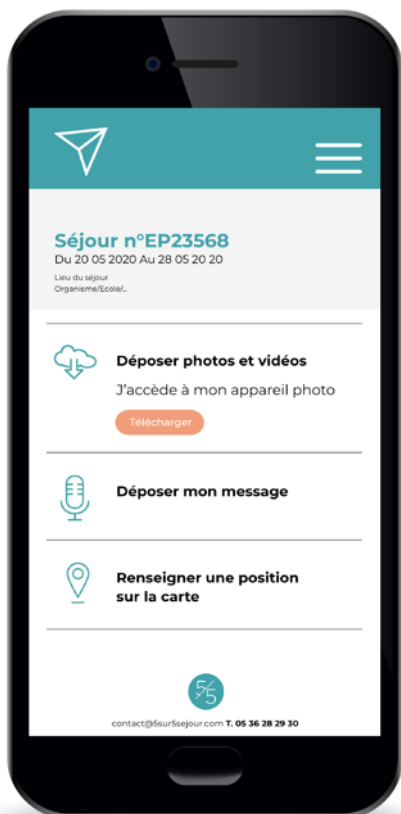 Séjour n°EP23568
Du 20 05 2020 Au 28 05 20 20
Lieu du séjour
Organisme/Ecole/..
Déposer photos et vidéos
J'accède à mon appareil photo
Télécharger
Déposer mon message
Renseigner une position
sur la carte
5/5
contact@5sur5sejour.com T. 05 36 28 29 30